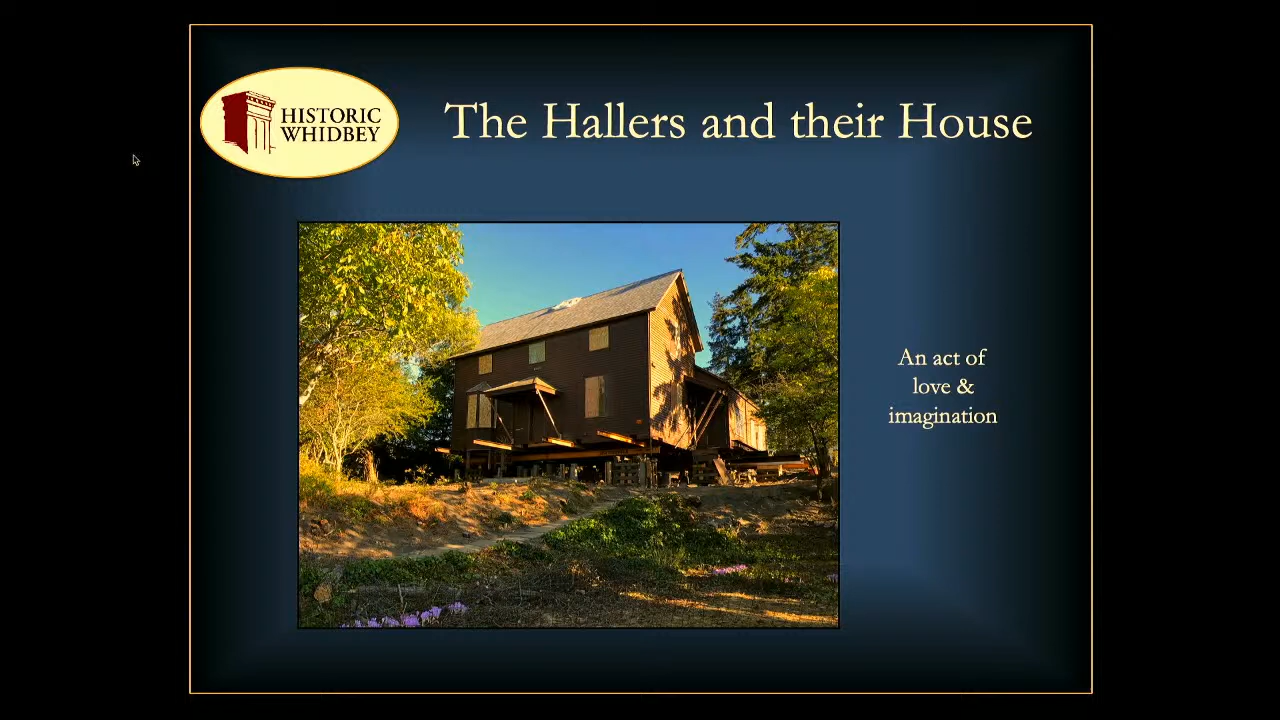 HISTORIC
WHIDBEY
The Hallers and their House
An act of
love &
imagination